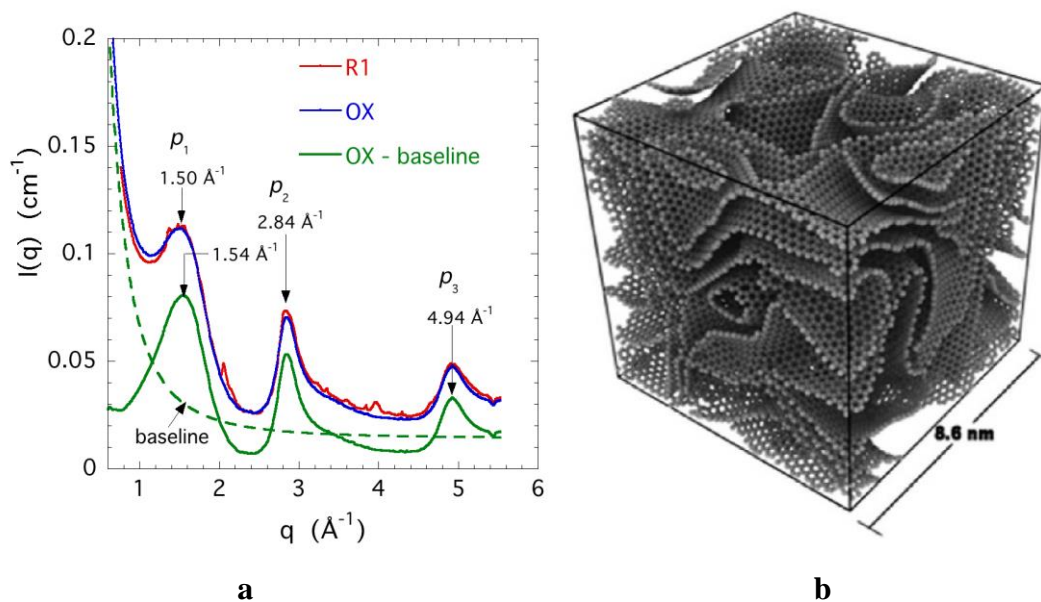 0.2
0.15
0.1
0.05
0
I(q) (cm⁻¹)
R1
OX
OX - baseline
p₁
1.50 Å⁻¹
p₂
2.84 Å⁻¹
1.54 Å⁻¹
p₃
4.94 Å⁻¹
baseline
1 2 3 4 5 6
q (Å⁻¹)
8.6 nm
a
b